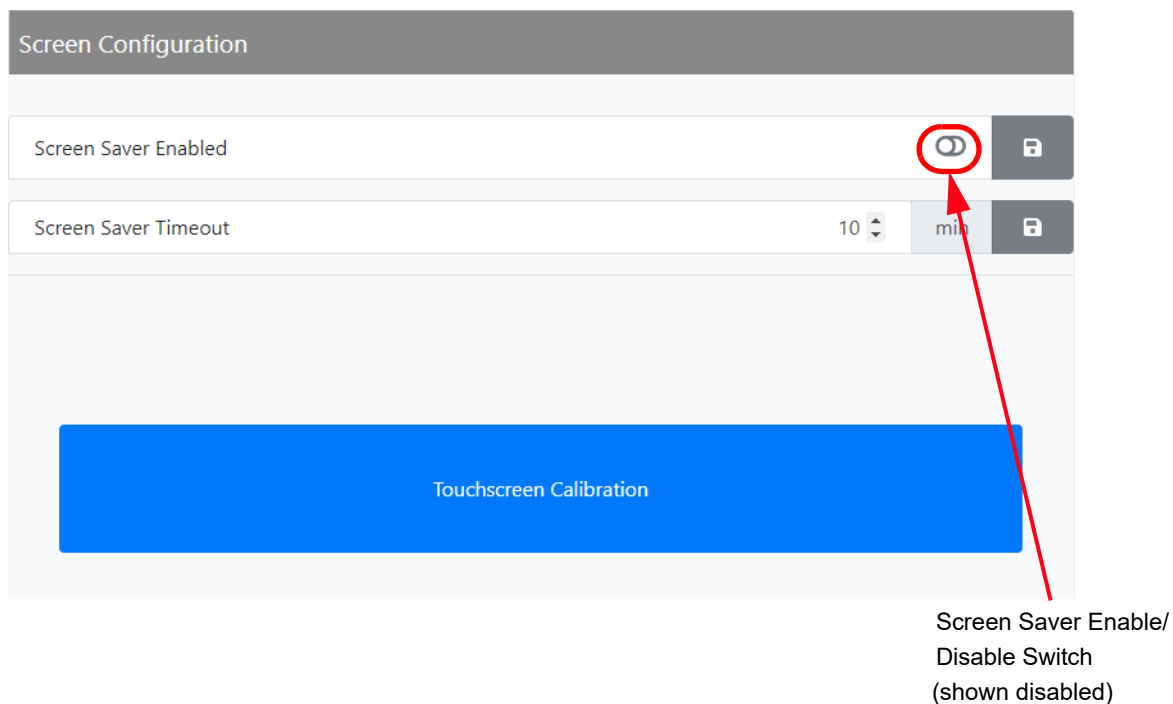 Screen Configuration
Screen Saver Enabled
Screen Saver Timeout 10 min
Touchscreen Calibration
Screen Saver Enable/
Disable Switch
(shown disabled)